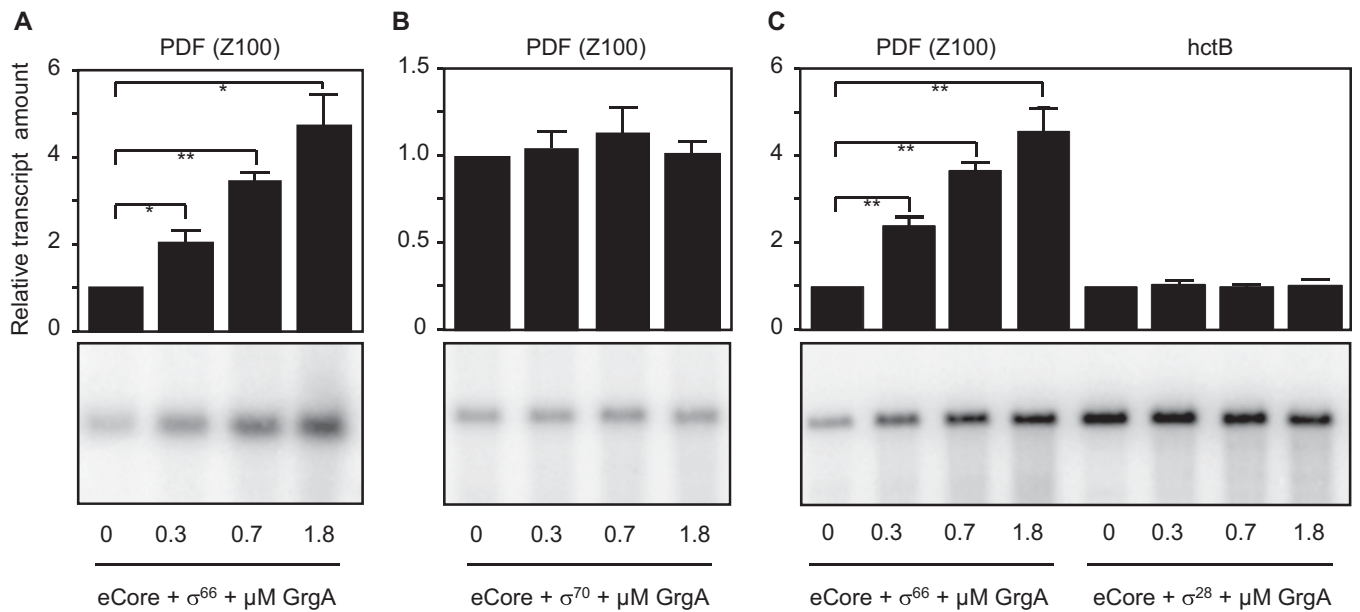 A
B
C
PDF (Z100)
PDF (Z100)
PDF (Z100)
hctB
Relative transcript amount
6
4
2
0
*
**
*
1.5
1.0
0.5
0
6
4
2
0
**
**
**
0 0.3 0.7 1.8
0 0.3 0.7 1.8
0 0.3 0.7 1.8 0 0.3 0.7 1.8
eCore + σ⁶⁶ + μM GrgA
eCore + σ⁷⁰ + μM GrgA
eCore + σ⁶⁶ + μM GrgA
eCore + σ²⁸ + μM GrgA